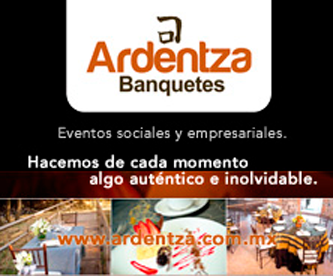 Ardentza
Banquetes
Eventos sociales y empresariales.
Hacemos de cada momento
algo auténtico e inolvidable.
www.ardentza.com.mx